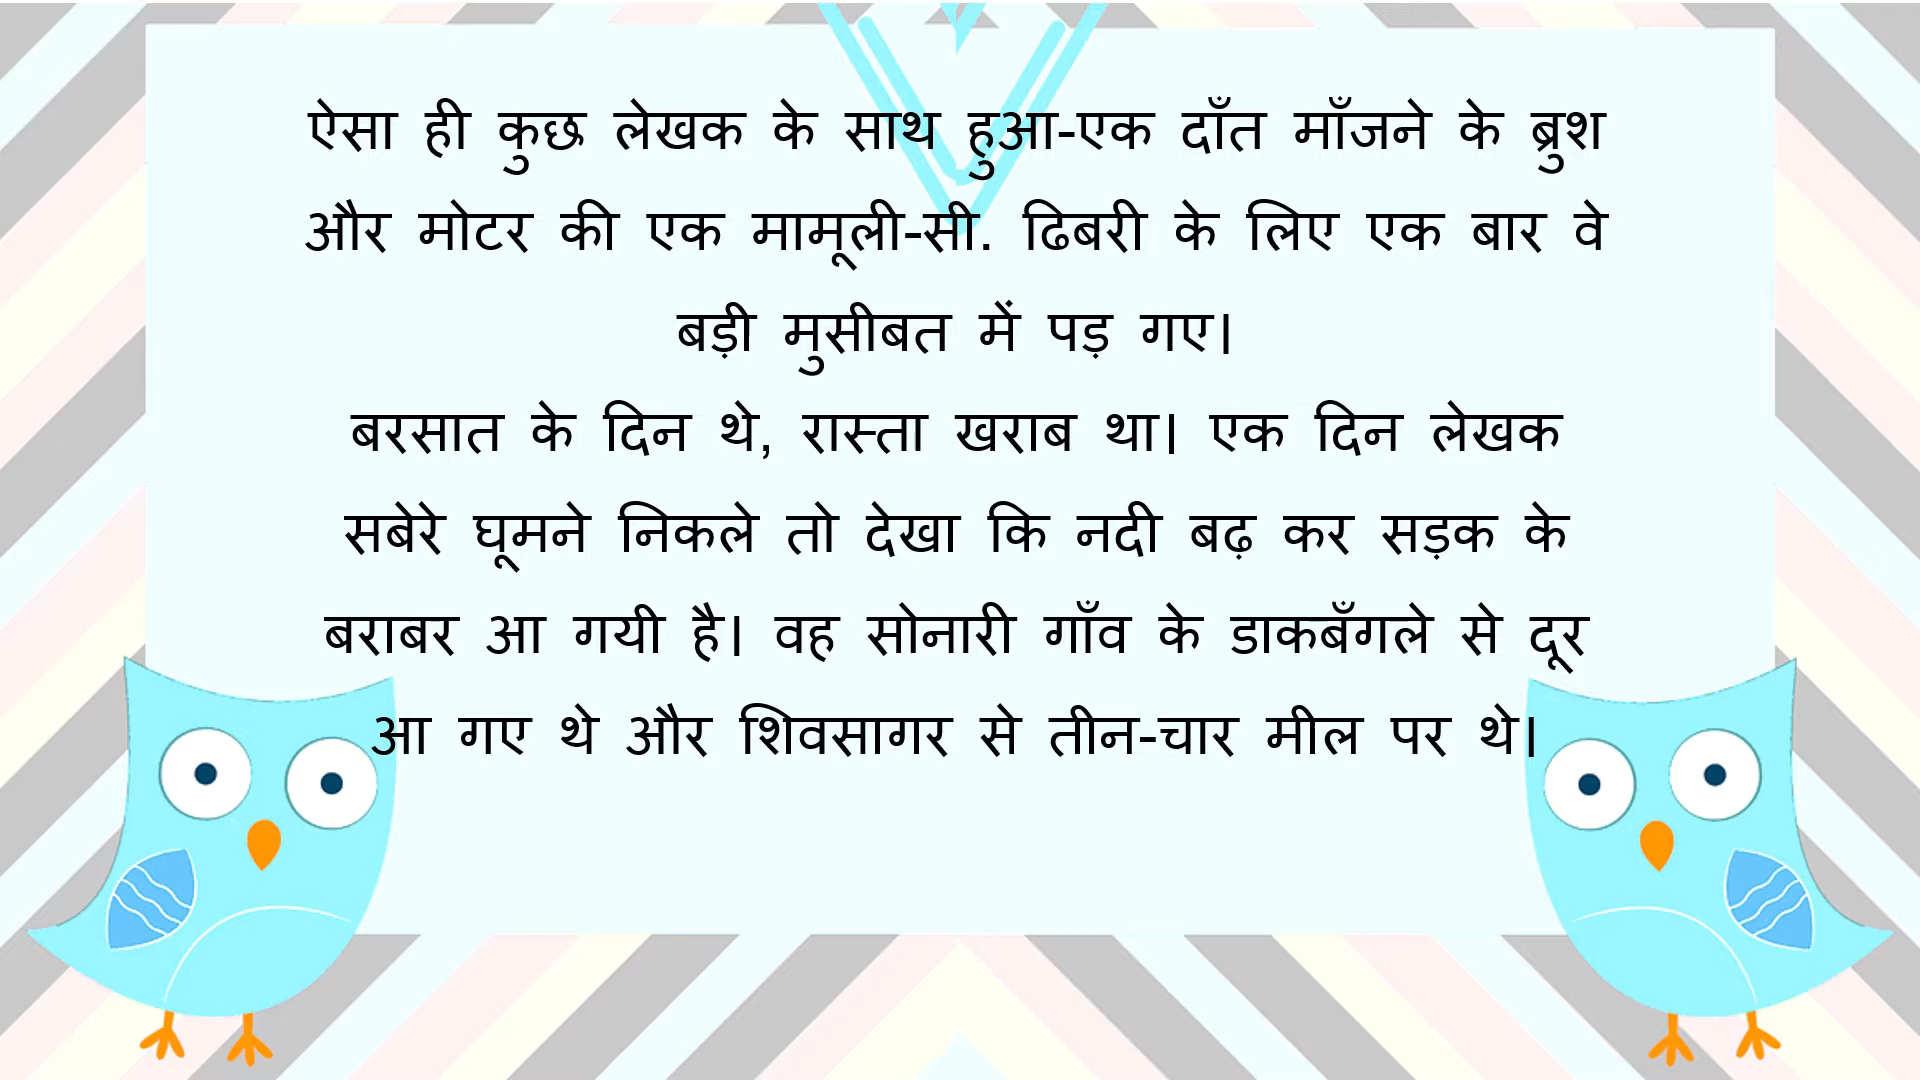 ऐसा ही कुछ लेखक के साथ हुआ-एक दाँत माँजने के ब्रुश
और मोटर की एक मामूली-सी. ढिबरी के लिए एक बार वे
बड़ी मुसीबत में पड़ गए।
बरसात के दिन थे, रास्ता खराब था। एक दिन लेखक
सबेरे घूमने निकले तो देखा कि नदी बढ़ कर सड़क के
बराबर आ गयी है। वह सोनारी गाँव के डाकबँगले से दूर
आ गए थे और शिवसागर से तीन-चार मील पर थे।